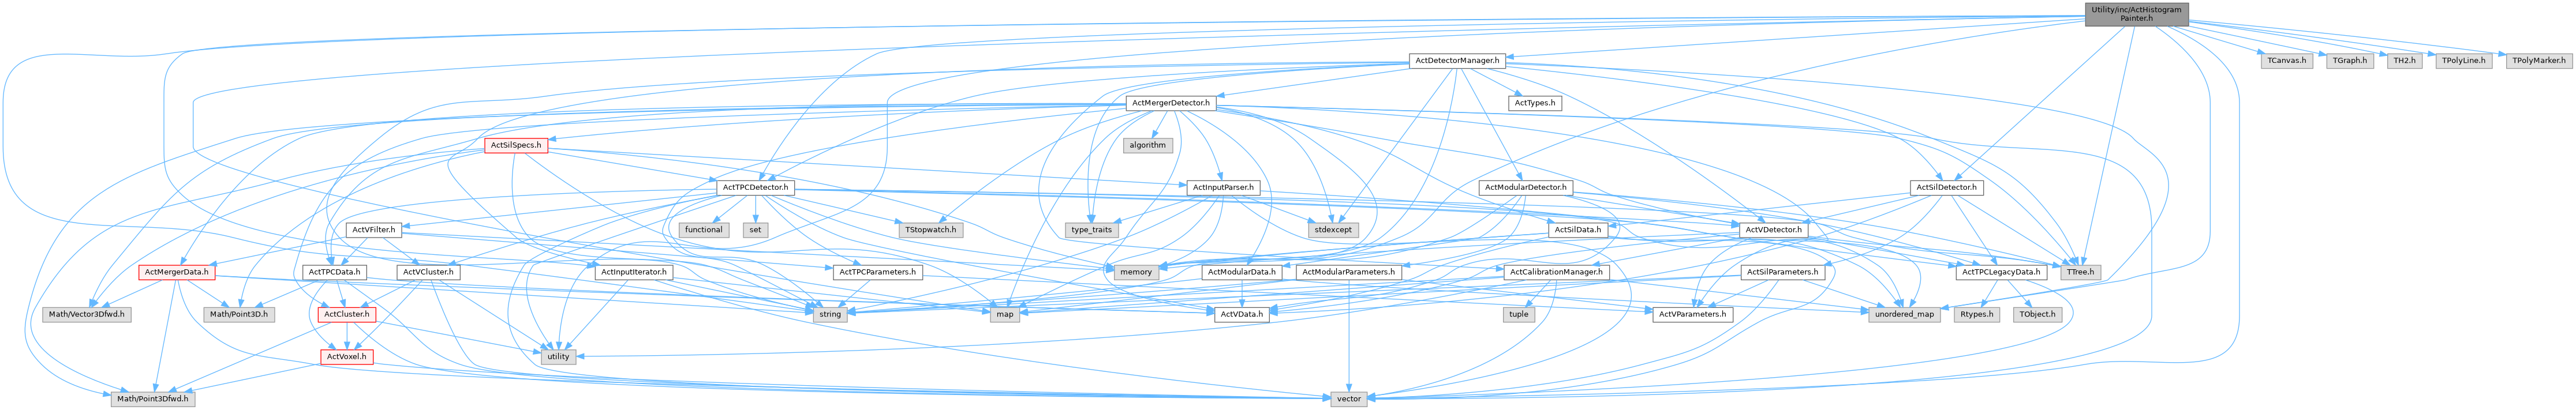 Utility/inc/ActHistogram
Painter.h
ActDetectorManager.h
TCanvas.h
TGraph.h
TH2.h
TPolyLine.h
TPolyMarker.h
ActMergerDetector.h
ActTypes.h
ActSilSpecs.h
algorithm
ActTPCDetector.h
ActInputParser.h
ActModularDetector.h
ActSilDetector.h
ActVFilter.h
functional
set
TStopwatch.h
type_traits
stdexcept
ActSilData.h
ActVDetector.h
ActMergerData.h
ActTPCData.h
ActVCluster.h
ActInputIterator.h
ActTPCParameters.h
memory
ActModularData.h
ActModularParameters.h
ActCalibrationManager.h
ActSilParameters.h
ActTPCLegacyData.h
TTree.h
Math/Vector3Dfwd.h
Math/Point3D.h
ActCluster.h
string
map
ActVData.h
tuple
ActVParameters.h
unordered_map
Rtypes.h
TObject.h
ActVoxel.h
utility
Math/Point3Dfwd.h
vector